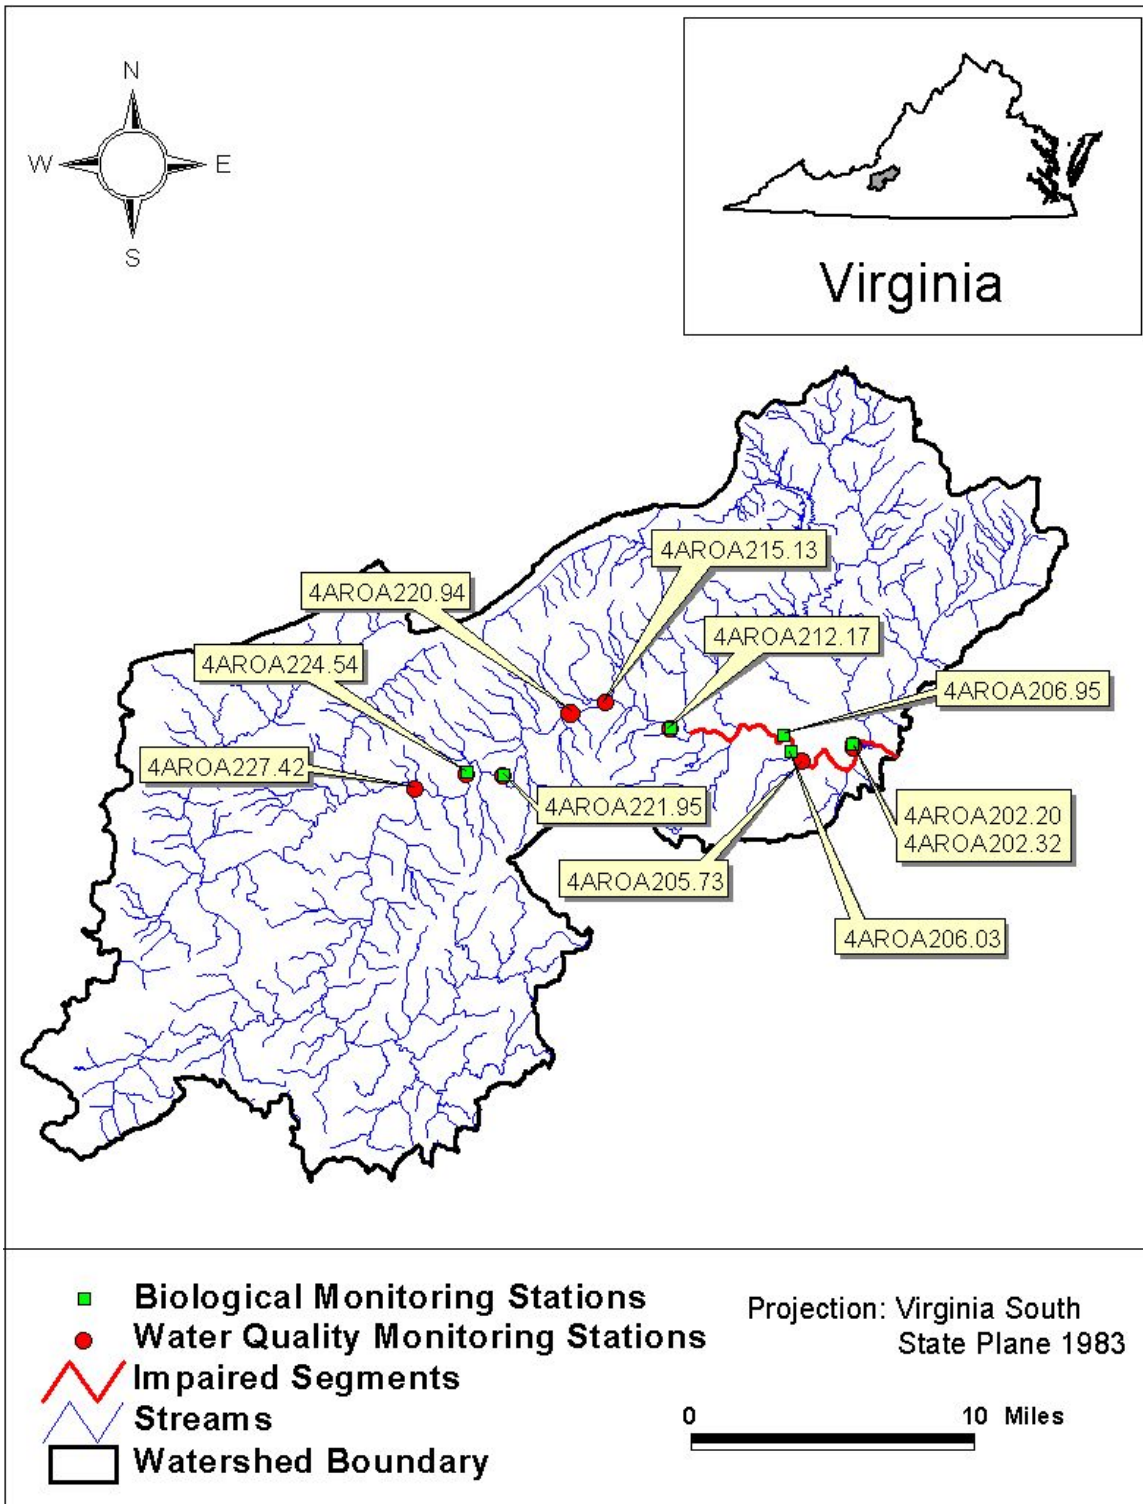 N
W
E
S
Virginia
4AROA215.13
4AROA220.94
4AROA212.17
4AROA224.54
4AROA206.95
4AROA227.42
4AROA221.95
4AROA202.20
4AROA202.32
4AROA205.73
4AROA206.03
Biological Monitoring Stations
Water Quality Monitoring Stations
Impaired Segments
Streams
Watershed Boundary
Projection: Virginia South
State Plane 1983
0 10 Miles